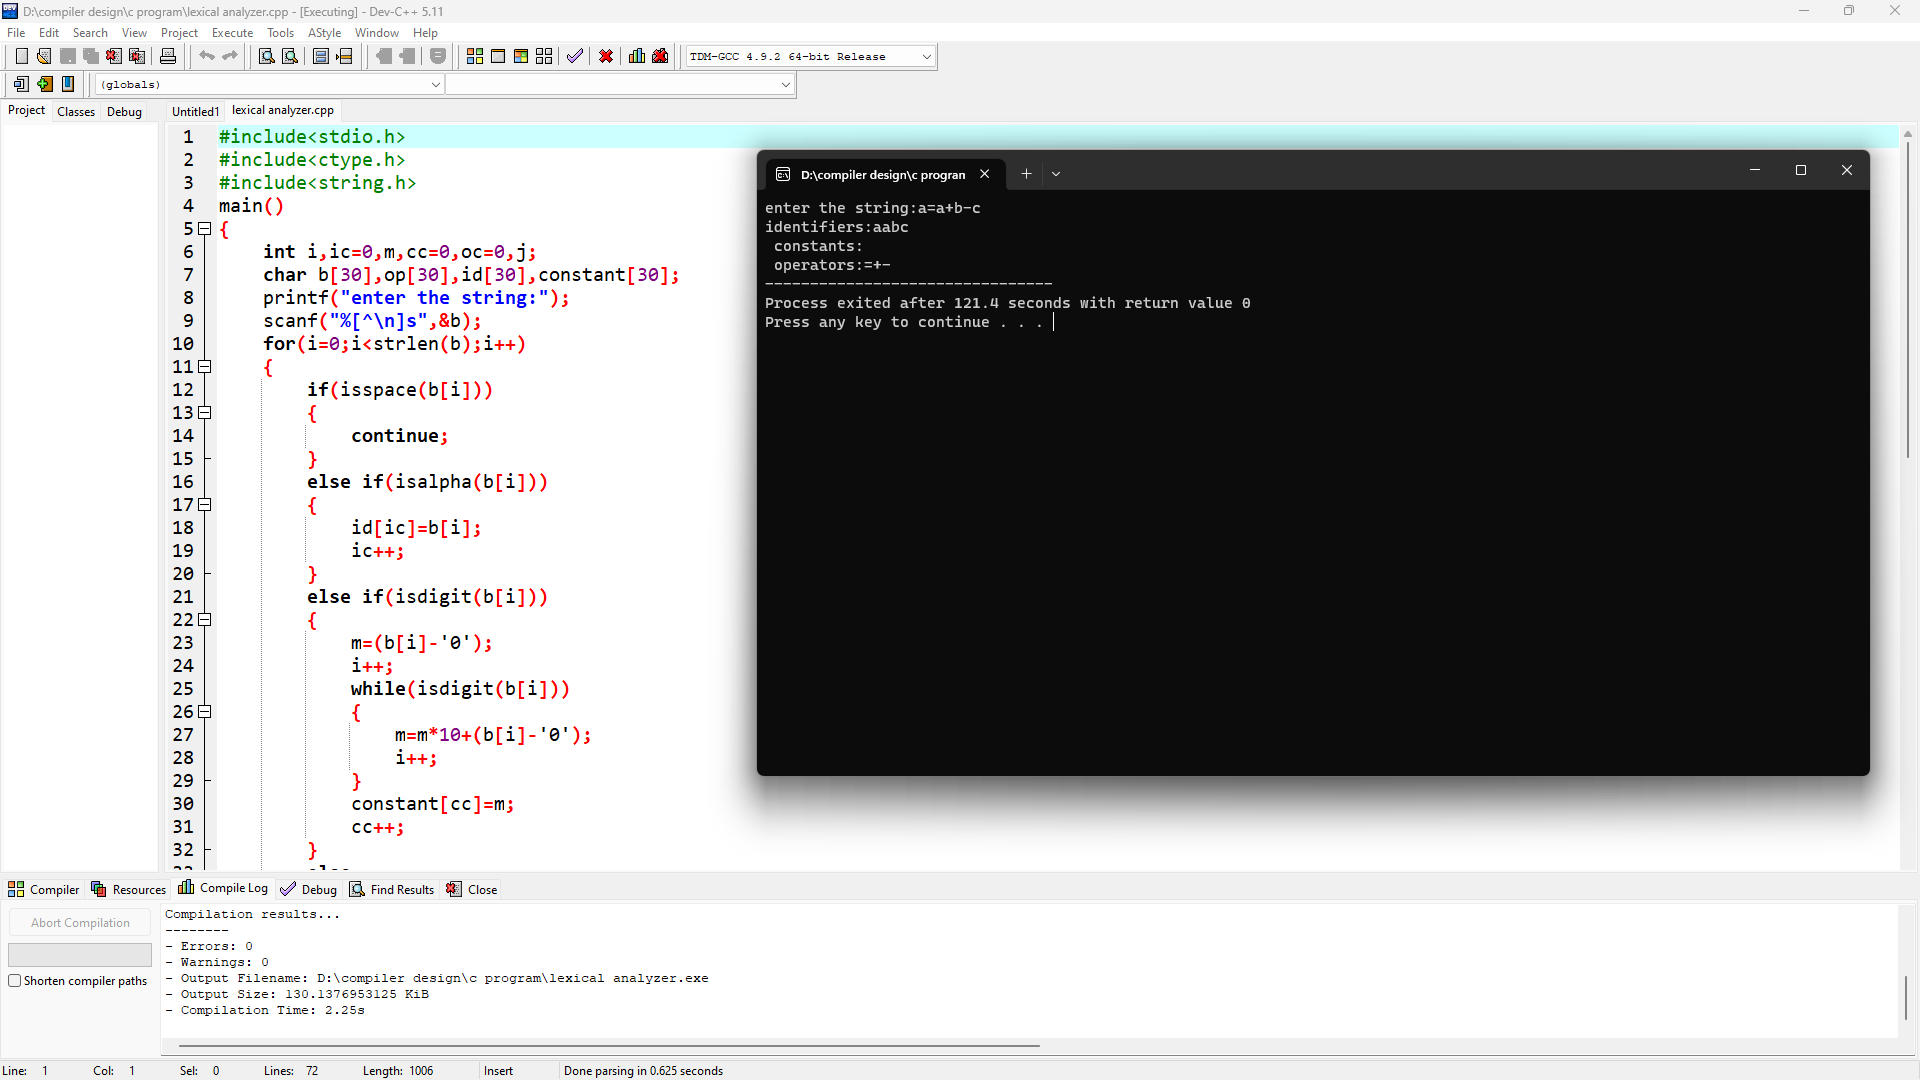 D:\compiler design\c program\lexical analyzer.cpp - [Executing] - Dev-C++ 5.11
File Edit Search View Project Execute Tools AStyle Window Help
TDM-GCC 4.9.2 64-bit Release
(globals)
Project Classes Debug
Untitled1 lexical analyzer.cpp
1 #include<stdio.h>
2 #include<ctype.h>
3 #include<string.h>
4 main()
5 {
6 int i,ic=0,m,cc=0,oc=0,j;
7 char b[30],op[30],id[30],constant[30];
8 printf("enter the string:");
9 scanf("%[^\n]s",&b);
10 for(i=0;i<strlen(b);i++)
11 {
12 if(isspace(b[i]))
13 {
14 continue;
15 }
16 else if(isalpha(b[i]))
17 {
18 id[ic]=b[i];
19 ic++;
20 }
21 else if(isdigit(b[i]))
22 {
23 m=(b[i]-'0');
24 i++;
25 while(isdigit(b[i]))
26 {
27 m=m*10+(b[i]-'0');
28 i++;
29 }
30 constant[cc]=m;
31 cc++;
32 }
D:\compiler design\c progran
enter the string:a=a+b-c
identifiers:aabc
constants:
operators:=+-
--------------------------------
Process exited after 121.4 seconds with return value 0
Press any key to continue . . .
Compiler Resources Compile Log Debug Find Results Close
Abort Compilation
Shorten compiler paths
Compilation results...
--------
- Errors: 0
- Warnings: 0
- Output Filename: D:\compiler design\c program\lexical analyzer.exe
- Output Size: 130.1376953125 KiB
- Compilation Time: 2.25s
Line: 1 Col: 1 Sel: 0 Lines: 72 Length: 1006 Insert Done parsing in 0.625 seconds